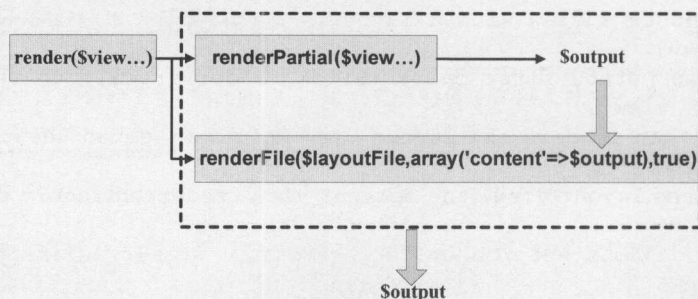 render($view…)
renderPartial($view…)
$output
renderFile($layoutFile,array('content'=>$output),true)
$output